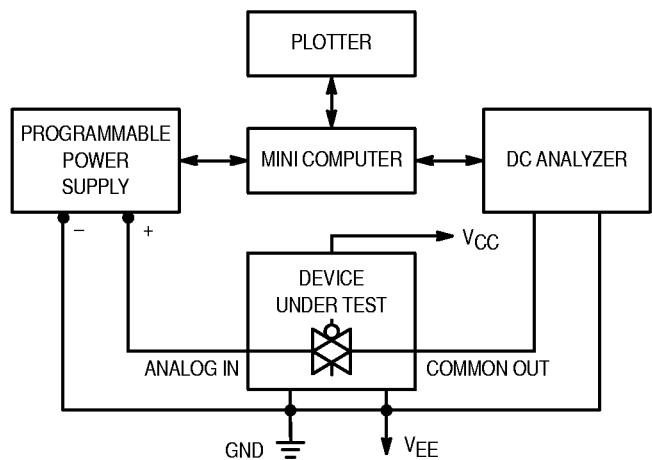 PLOTTER
PROGRAMMABLE
POWER
SUPPLY
MINI COMPUTER
DC ANALYZER
–
+
VCC
DEVICE
UNDER TEST
ANALOG IN
COMMON OUT
GND
VEE